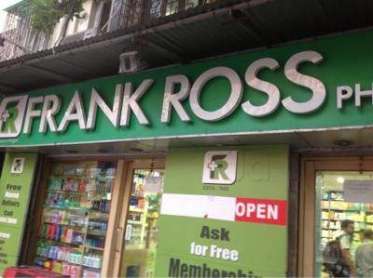 FRANK ROSS PH
OPEN
Ask
for Free
Membership
Free